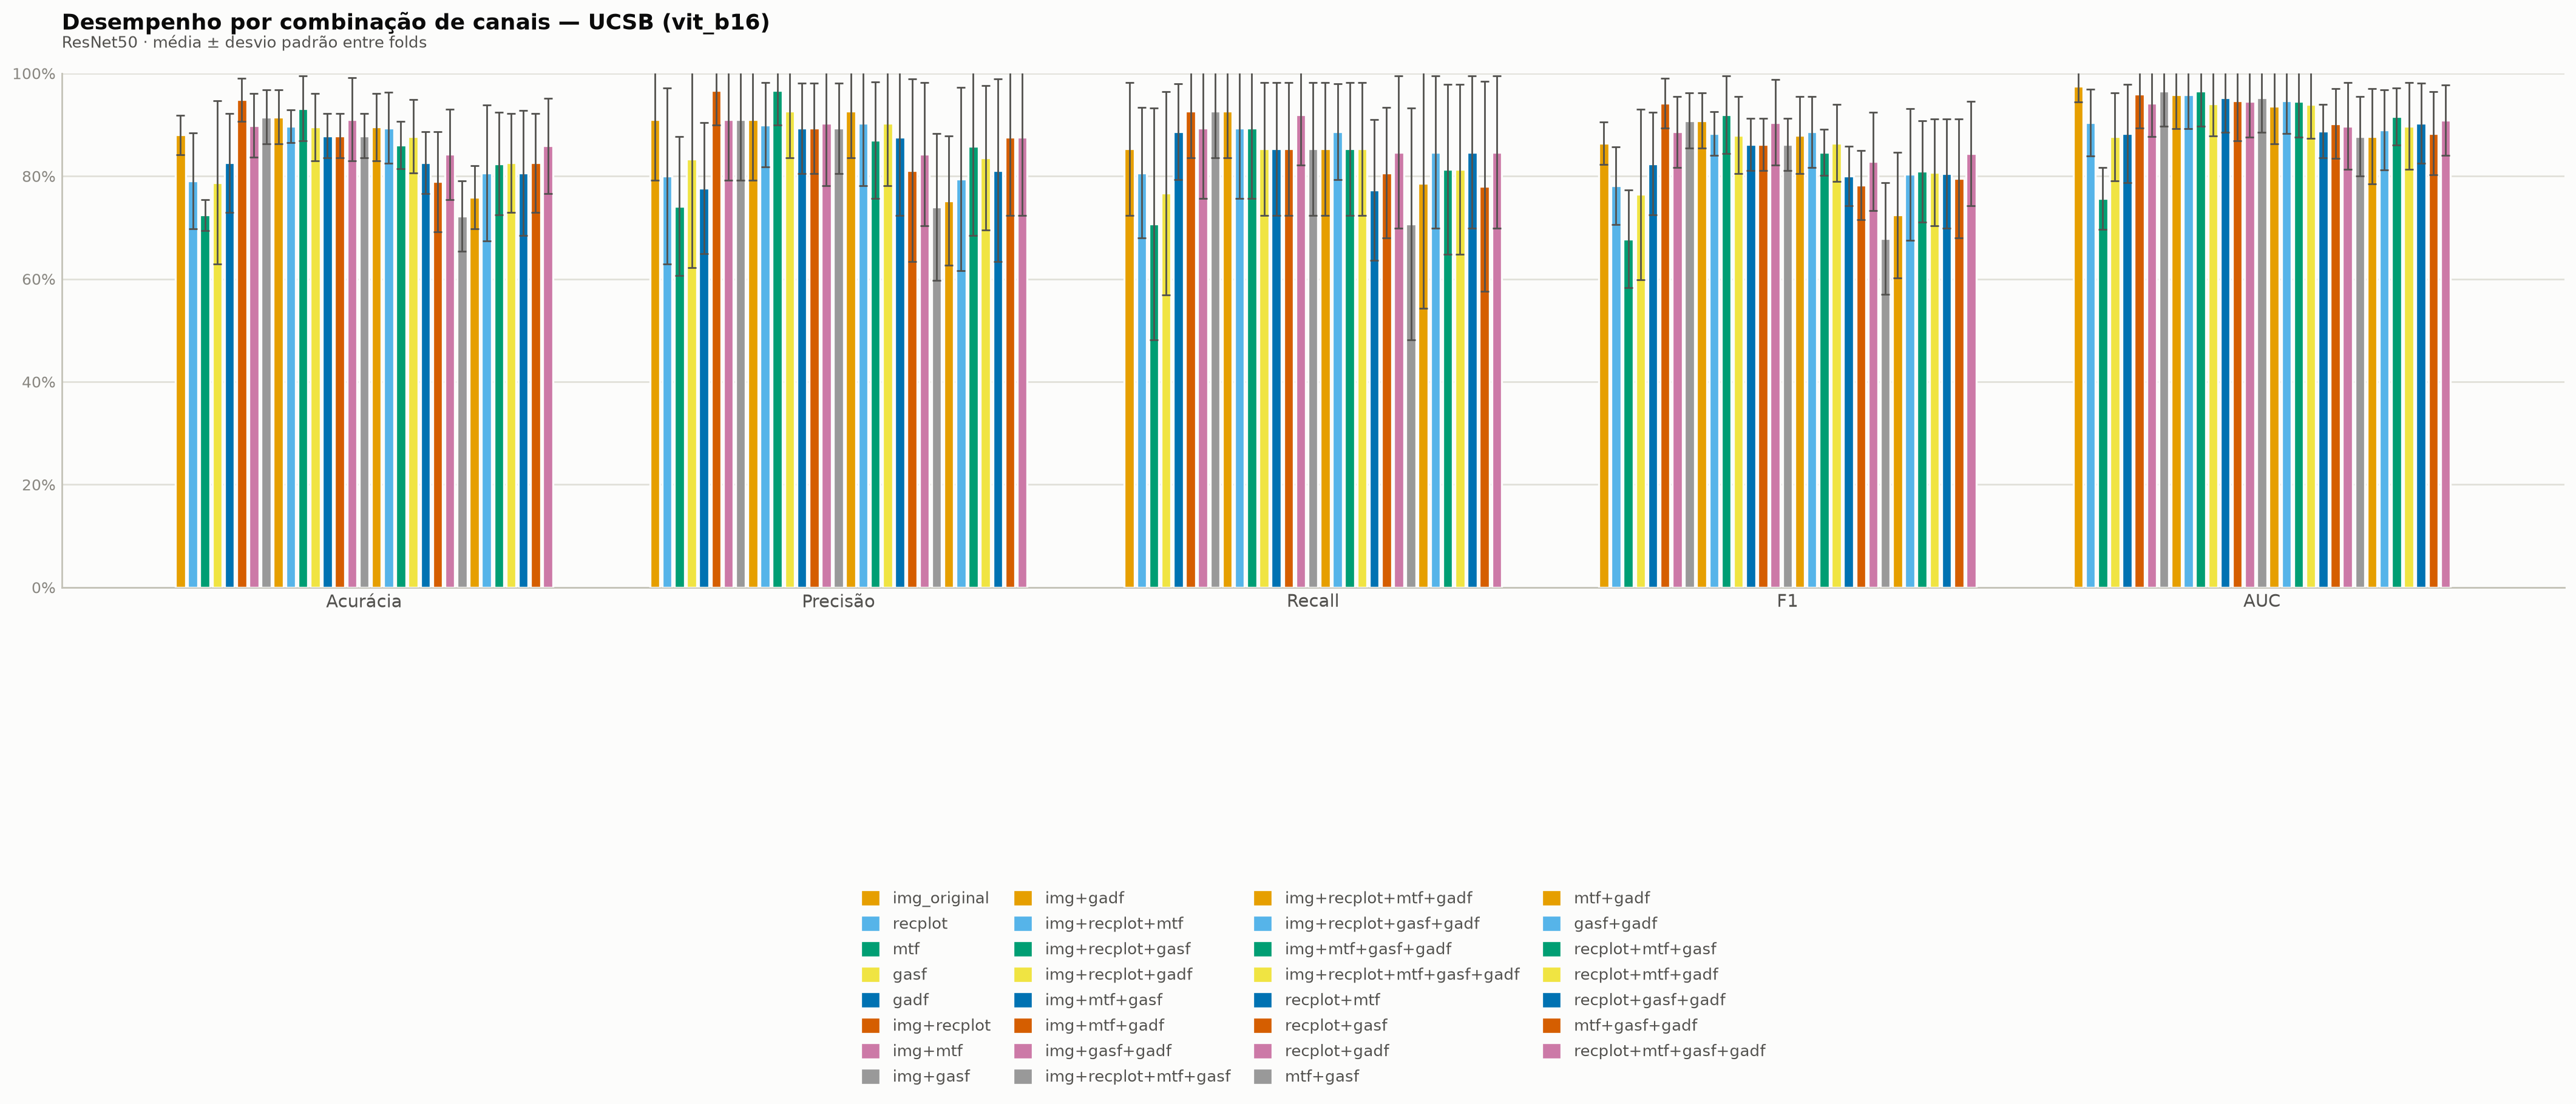 Desempenho por combinação de canais — UCSB (vit_b16)
ResNet50 · média ± desvio padrão entre folds
100%
80%
60%
40%
20%
0%
Acurácia
Precisão
Recall
F1
AUC
img_original
recplot
mtf
gasf
gadf
img+recplot
img+mtf
img+gasf
img+gadf
img+recplot+mtf
img+recplot+gasf
img+recplot+gadf
img+mtf+gasf
img+mtf+gadf
img+gasf+gadf
img+recplot+mtf+gasf
img+recplot+mtf+gadf
img+recplot+gasf+gadf
img+mtf+gasf+gadf
img+recplot+mtf+gasf+gadf
recplot+mtf
recplot+gasf
recplot+gadf
mtf+gasf
mtf+gadf
gasf+gadf
recplot+mtf+gasf
recplot+mtf+gadf
recplot+gasf+gadf
mtf+gasf+gadf
recplot+mtf+gasf+gadf